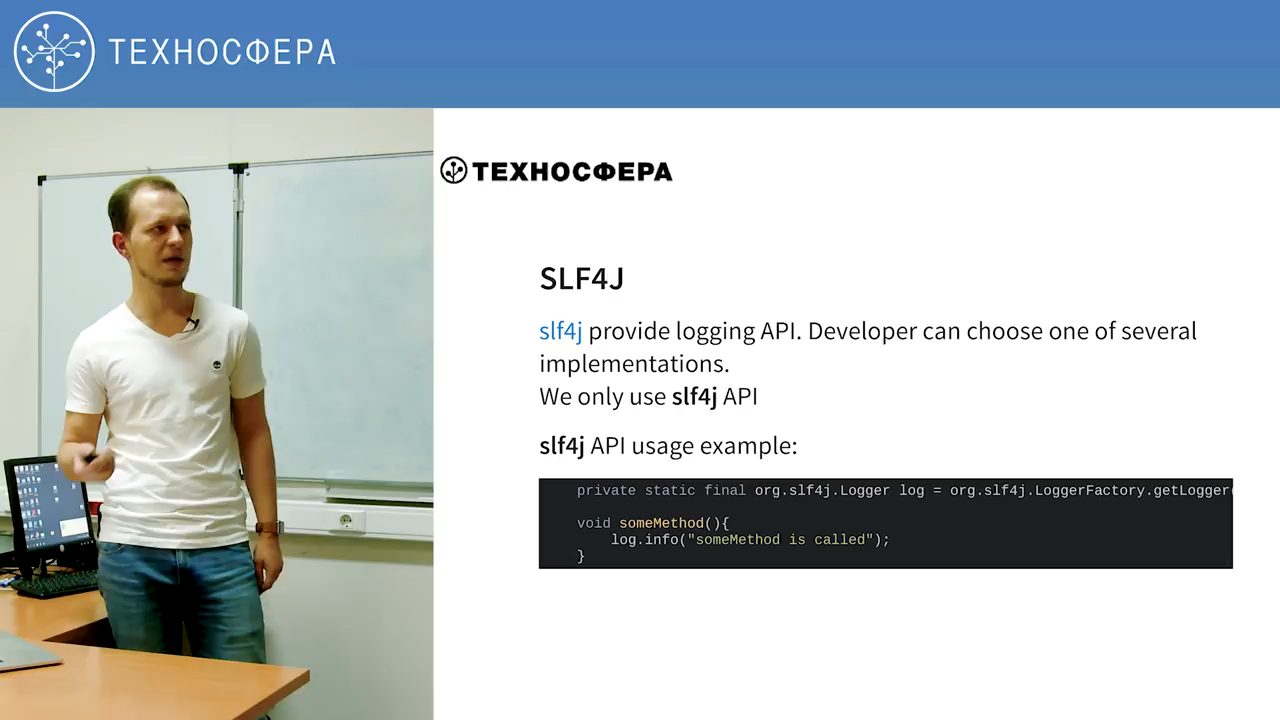 ТЕХНОСФЕРА
ТЕХНОСФЕРА
SLF4J
slf4j provide logging API. Developer can choose one of several
implementations.
We only use slf4j API
slf4j API usage example:
private static final org.slf4j.Logger log = org.slf4j.LoggerFactory.getLogger(
void someMethod(){
log.info("someMethod is called");
}